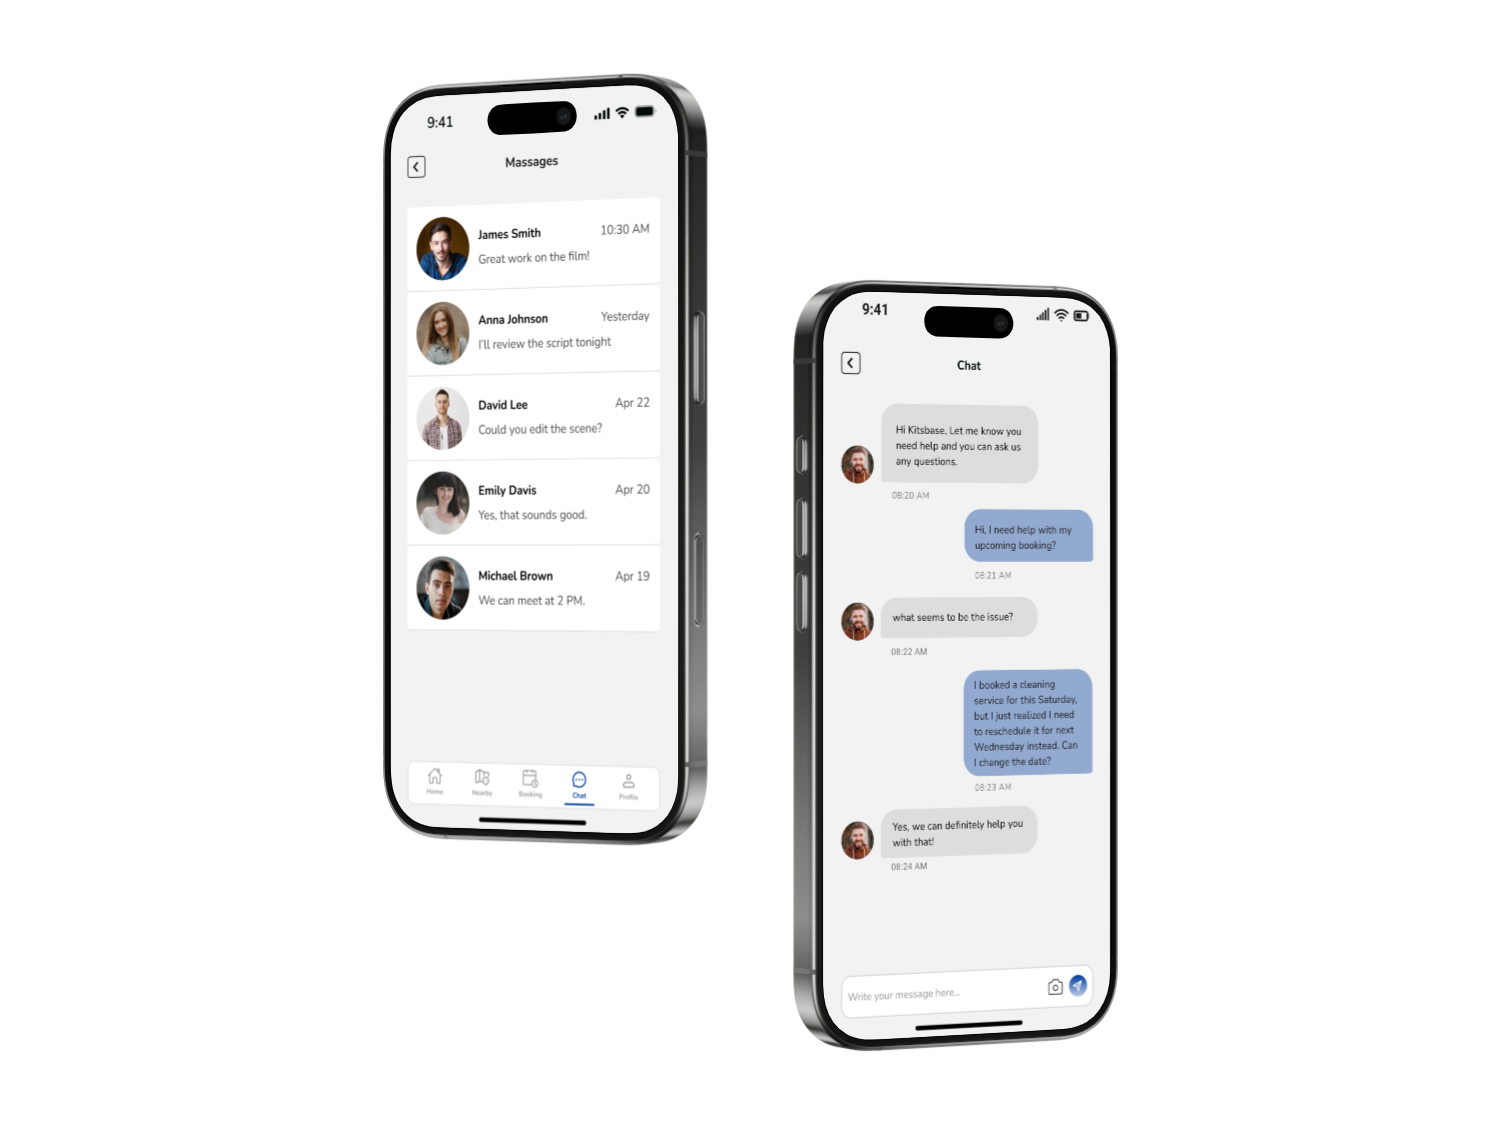 9:41
Massages
James Smith
10:30 AM
Great work on the film!
Anna Johnson
Yesterday
I'll review the script tonight
David Lee
Apr 22
Could you edit the scene?
Emily Davis
Apr 20
Yes, that sounds good.
Michael Brown
Apr 19
We can meet at 2 PM.
Home
Nearby
Booking
Chat
Profile
9:41
Chat
Hi Kitsbase, Let me know you
need help and you can ask us
any questions.
08:20 AM
Hi, I need help with my
upcoming booking?
08:21 AM
what seems to be the issue?
08:22 AM
I booked a cleaning
service for this Saturday,
but I just realized I need
to reschedule it for next
Wednesday instead. Can
I change the date?
08:23 AM
Yes, we can definitely help you
with that!
08:24 AM
Write your message here...